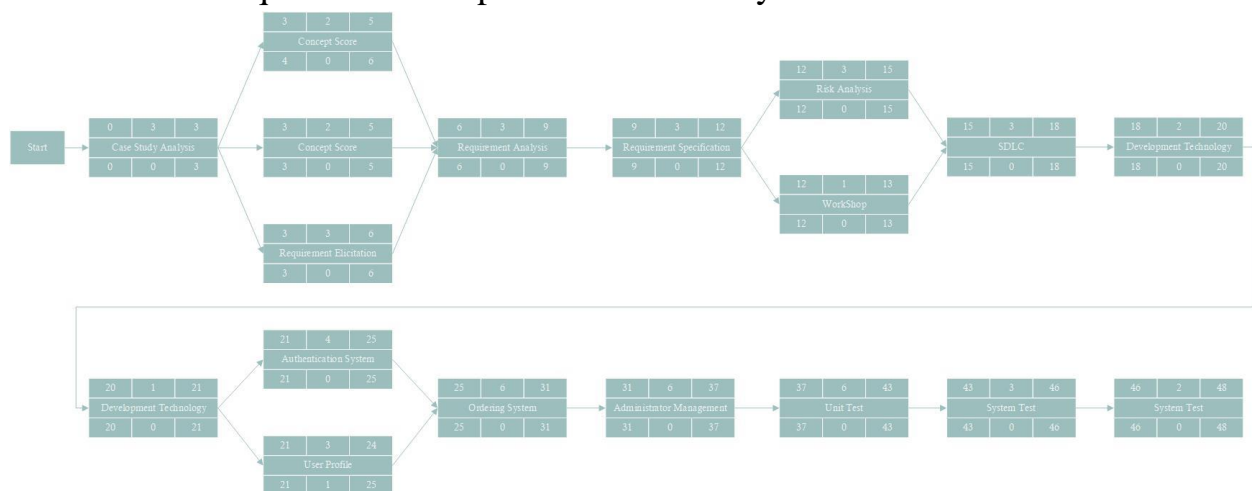 Start
0 3 3
Case Study Analysis
0 0 3
3 2 5
Concept Score
4 0 6
3 2 5
Concept Score
3 0 5
3 3 6
Requirement Elicitation
3 0 6
6 3 9
Requirement Analysis
6 0 9
9 3 12
Requirement Specification
9 0 12
12 3 15
Risk Analysis
12 0 15
12 1 13
WorkShop
12 0 13
15 3 18
SDLC
15 0 18
18 2 20
Development Technology
18 0 20
20 1 21
Development Technology
20 0 21
21 4 25
Authentication System
21 0 25
21 3 24
User Profile
21 1 25
25 6 31
Ordering System
25 0 31
31 6 37
Administrator Management
31 0 37
37 6 43
Unit Test
37 0 43
43 3 46
System Test
43 0 46
46 2 48
System Test
46 0 48